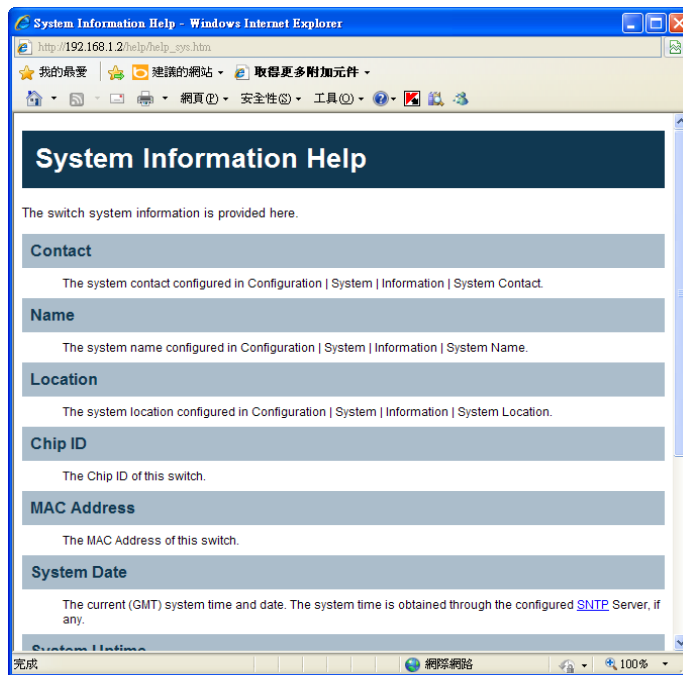 System Information Help - Windows Internet Explorer
http://192.168.1.2/help/help_sys.htm
我的最愛 建議的網站 取得更多附加元件
網頁(P) 安全性(S) 工具(O)
System Information Help
The switch system information is provided here.
Contact
The system contact configured in Configuration | System | Information | System Contact.
Name
The system name configured in Configuration | System | Information | System Name.
Location
The system location configured in Configuration | System | Information | System Location.
Chip ID
The Chip ID of this switch.
MAC Address
The MAC Address of this switch.
System Date
The current (GMT) system time and date. The system time is obtained through the configured SNTP Server, if
any.
System Uptime
完成 網際網路 100%